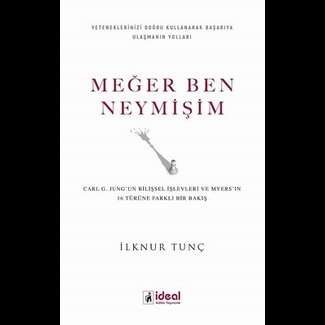 YETENEKLERİNİZİ DOĞRU KULLANARAK BAŞARIYA
ULAŞMANIN YOLLARI
MEĞER BEN
NEYMİŞİM
CARL G. JUNG'UN BİLİŞSEL İŞLEVLERİ VE MYERS'IN
16 TÜRÜNE FARKLI BİR BAKIŞ
İLKNUR TUNÇ
ideal
Kültür Yayıncılık